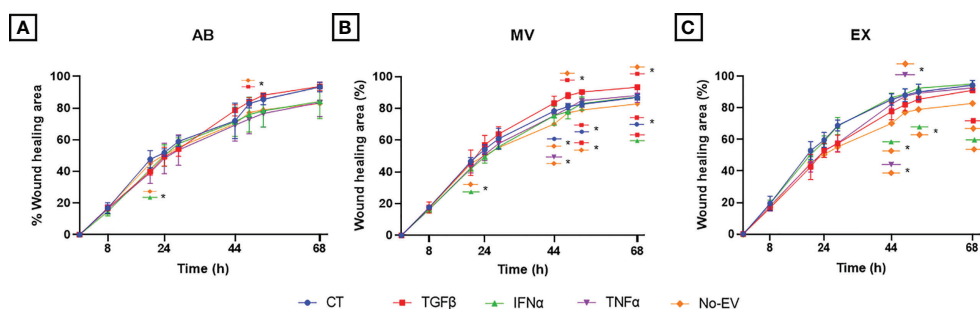 A
AB
% Wound healing area
100
80
60
40
20
0
*
*
8
24
44
68
Time (h)
B
MV
Wound healing area (%)
100
80
60
40
20
0
*
*
*
*
*
*
*
8
24
44
68
Time (h)
C
EX
Wound healing area (%)
100
80
60
40
20
0
*
*
*
*
8
24
44
68
Time (h)
CT
TGFβ
IFNα
TNFα
No-EV